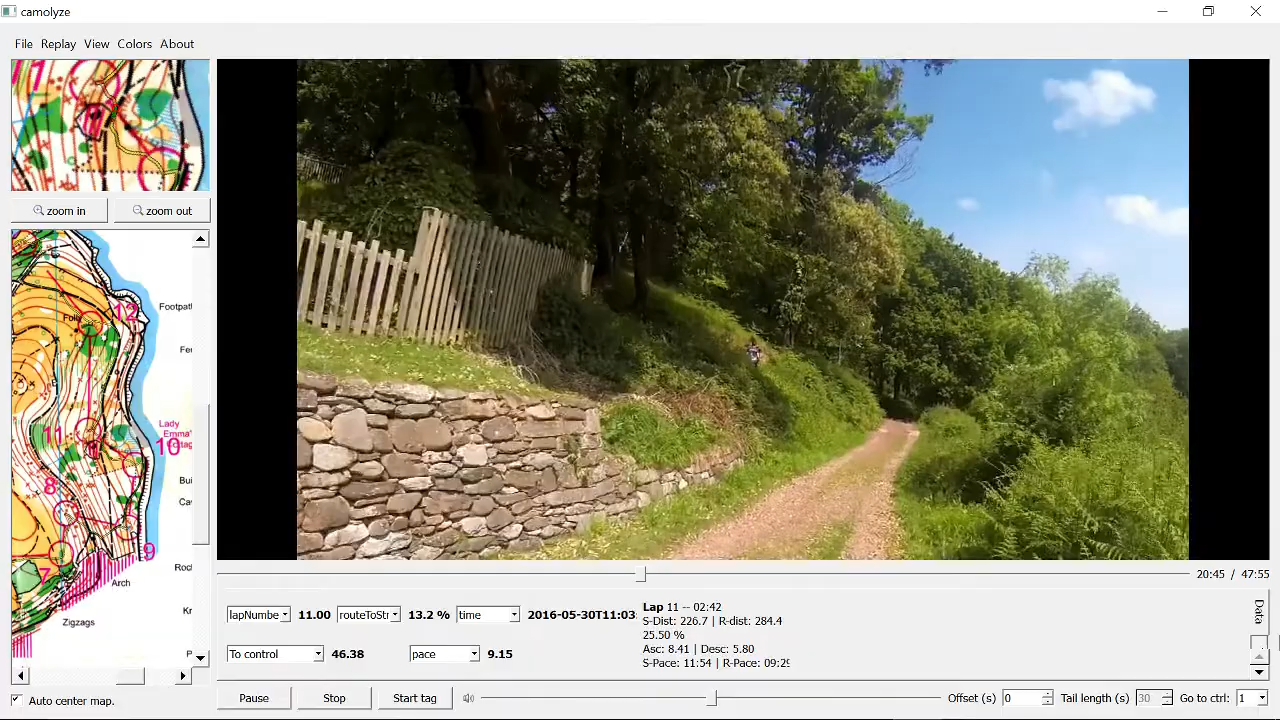 camolyze
File Replay View Colors About
zoom in
zoom out
12
Folly
Footpat
Fe
11
Lady
Emma's
10
8
Bui
Ca
9
7
Roc
Arch
Kr
Zigzags
Auto center map.
20:45 / 47:55
Data
lapNumbe 11.00 routeToStr 13.2 % time 2016-05-30T11:03:
To control 46.38 pace 9.15
Lap 11 -- 02:42
S-Dist: 226.7 | R-dist: 284.4
25.50 %
Asc: 8.41 | Desc: 5.80
S-Pace: 11:54 | R-Pace: 09:29
Pause Stop Start tag
Offset (s) 0 Tail length (s) 30 Go to ctrl: 1